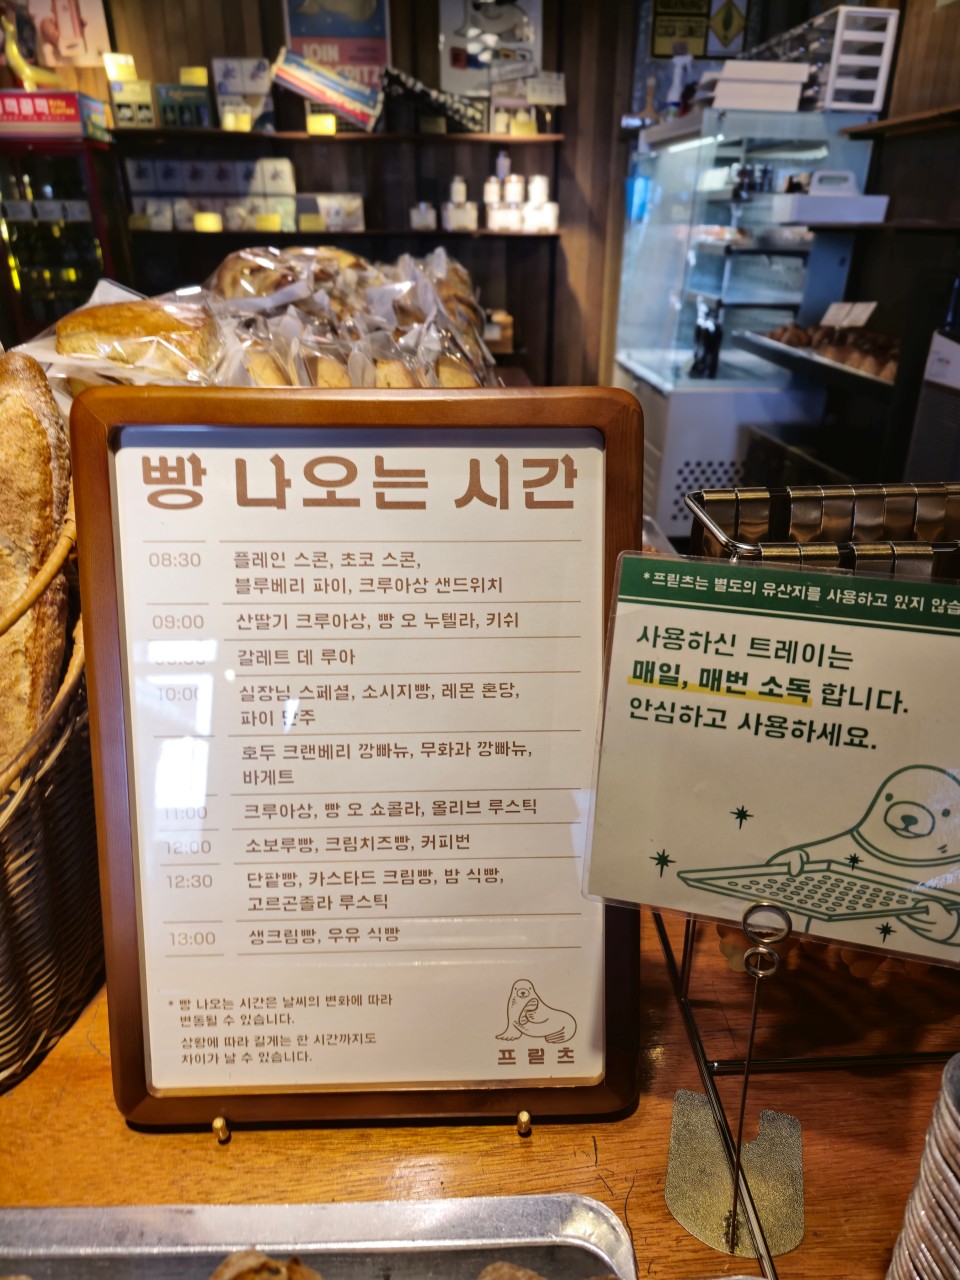 빵 나오는 시간
08:30 플레인 스콘, 초코 스콘,
블루베리 파이, 크루아상 샌드위치
09:00 산딸기 크루아상, 빵 오 누텔라, 키쉬
갈레트 데 루아
10:00 실장님 스페셜, 소시지빵, 레몬 혼당,
파이 만주
호두 크랜베리 깜빠뉴, 무화과 깜빠뉴,
바게트
11:00 크루아상, 빵 오 쇼콜라, 올리브 루스틱
12:00 소보루빵, 크림치즈빵, 커피번
12:30 단팥빵, 카스타드 크림빵, 밤 식빵,
고르곤졸라 루스틱
13:00 생크림빵, 우유 식빵
* 빵 나오는 시간은 날씨의 변화에 따라
변동될 수 있습니다.
상황에 따라 길게는 한 시간까지도
차이가 날 수 있습니다.
프릳츠
*프릳츠는 별도의 유산지를 사용하고 있지 않습
사용하신 트레이는
매일, 매번 소독 합니다.
안심하고 사용하세요.
JOIN